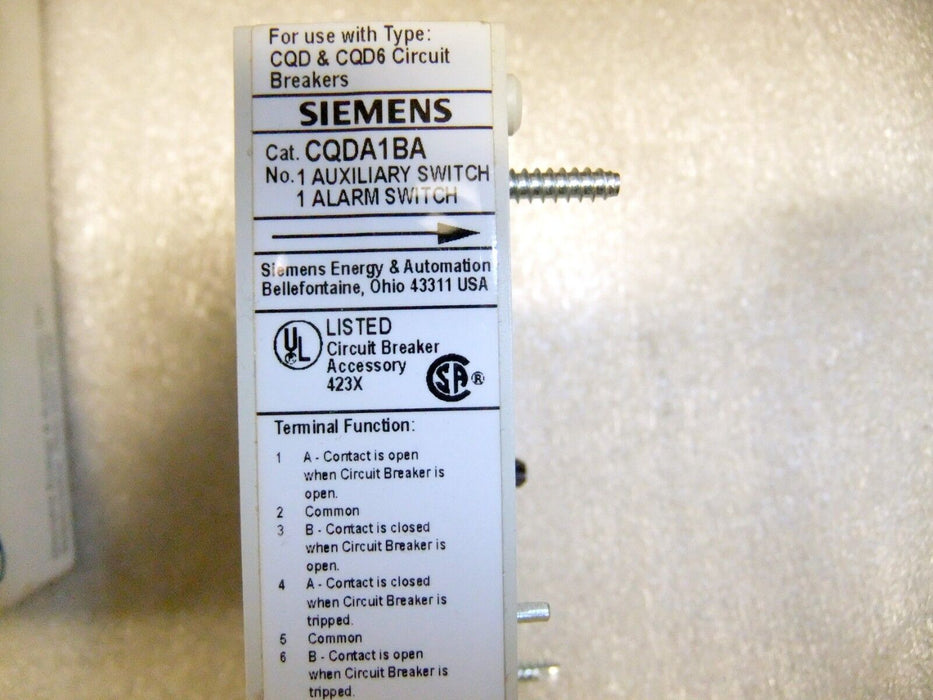 For use with Type:
CQD & CQD6 Circuit
Breakers
SIEMENS
Cat. CQDA1BA
No. 1 AUXILIARY SWITCH
1 ALARM SWITCH
Siemens Energy & Automation
Bellefontaine, Ohio 43311 USA
UL LISTED
Circuit Breaker
Accessory
423X
SA ®
Terminal Function:
1 A - Contact is open
when Circuit Breaker is
open.
2 Common
3 B - Contact is closed
when Circuit Breaker is
open.
4 A - Contact is closed
when Circuit Breaker is
tripped.
5 Common
6 B - Contact is open
when Circuit Breaker is
tripped.